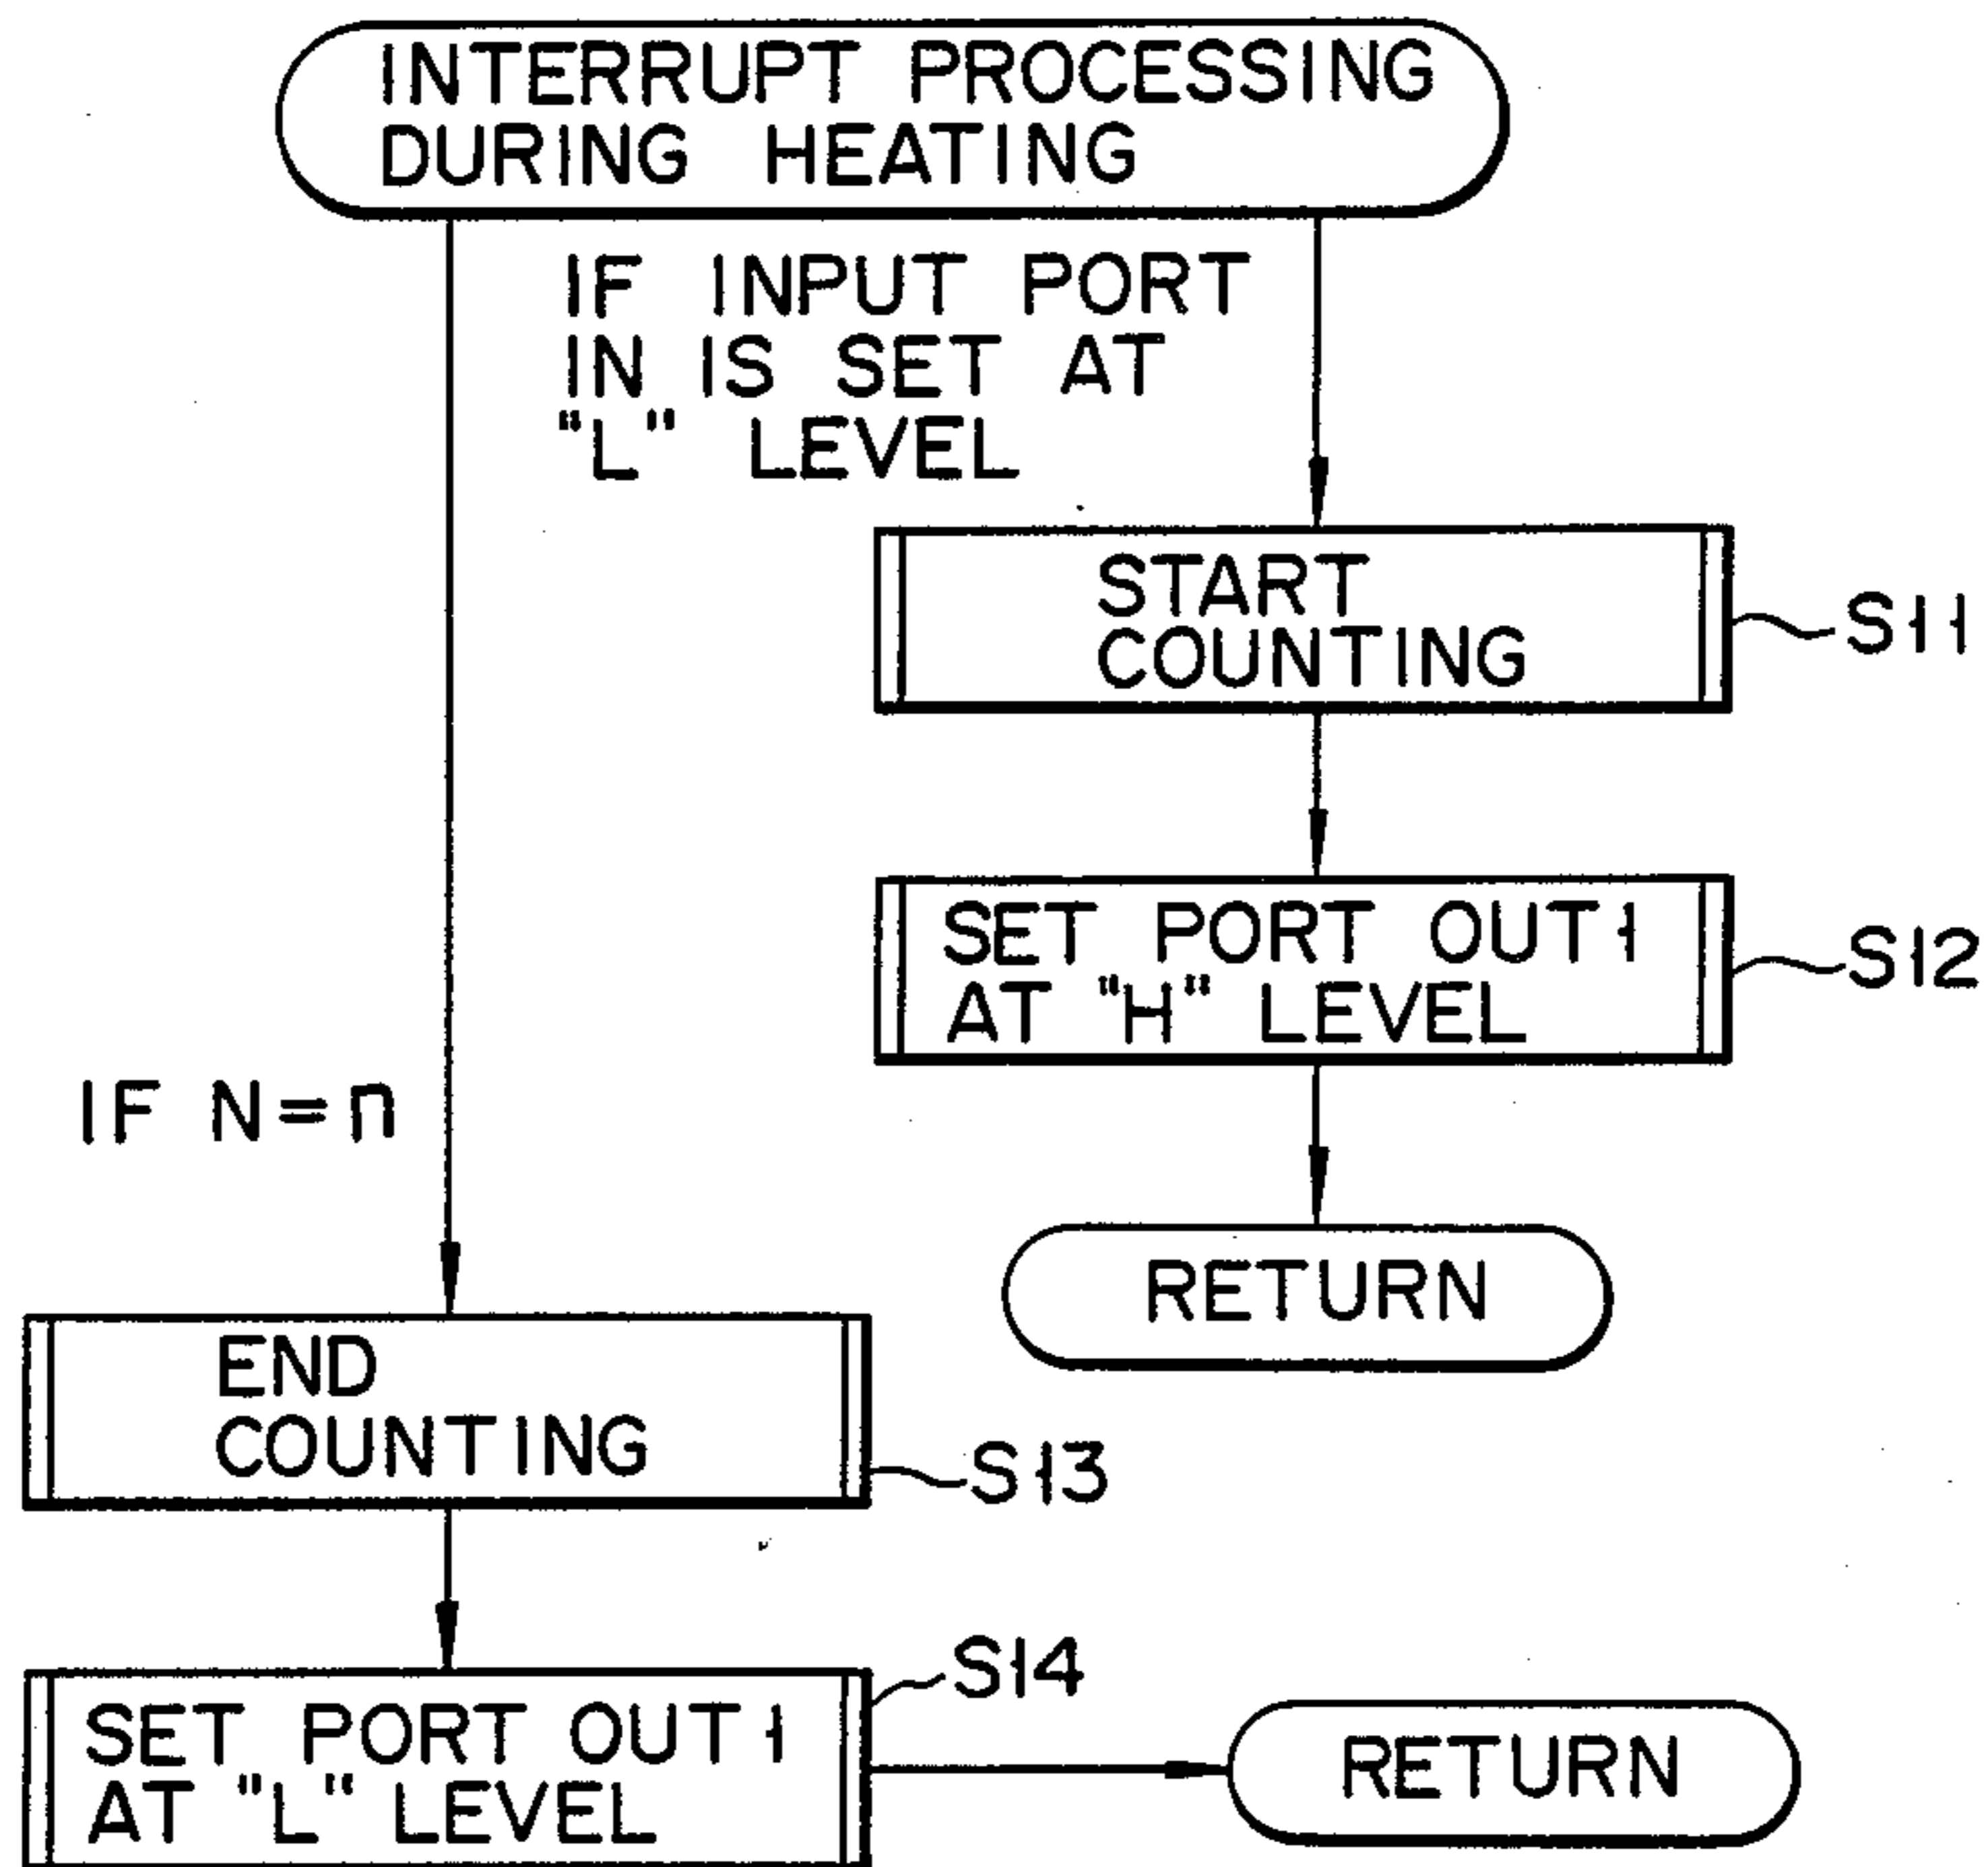 INTERRUPT PROCESSING
DURING HEATING
IF INPUT PORT
IN IS SET AT
"L" LEVEL
START
COUNTING
S11
SET PORT OUT1
AT "H" LEVEL
S12
IF N=n
RETURN
END
COUNTING
S13
SET PORT OUT1
AT "L" LEVEL
S14
RETURN